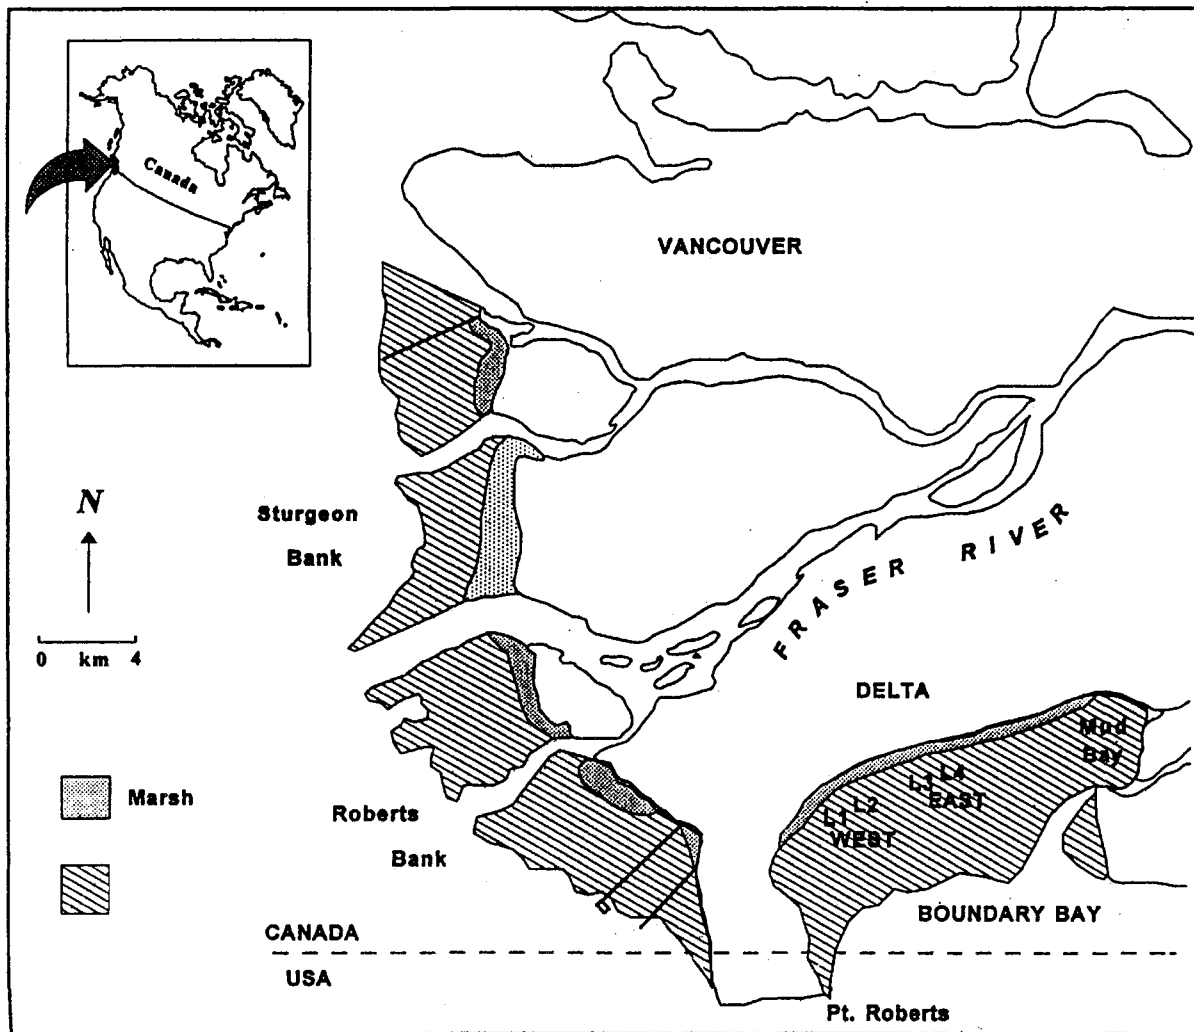 Canada
VANCOUVER
N
Sturgeon
Bank
0 km 4
FRASER RIVER
DELTA
Mud
Bay
L3 L4
EAST
L1 L2
WEST
Marsh
Roberts
Bank
BOUNDARY BAY
CANADA
USA
Pt. Roberts